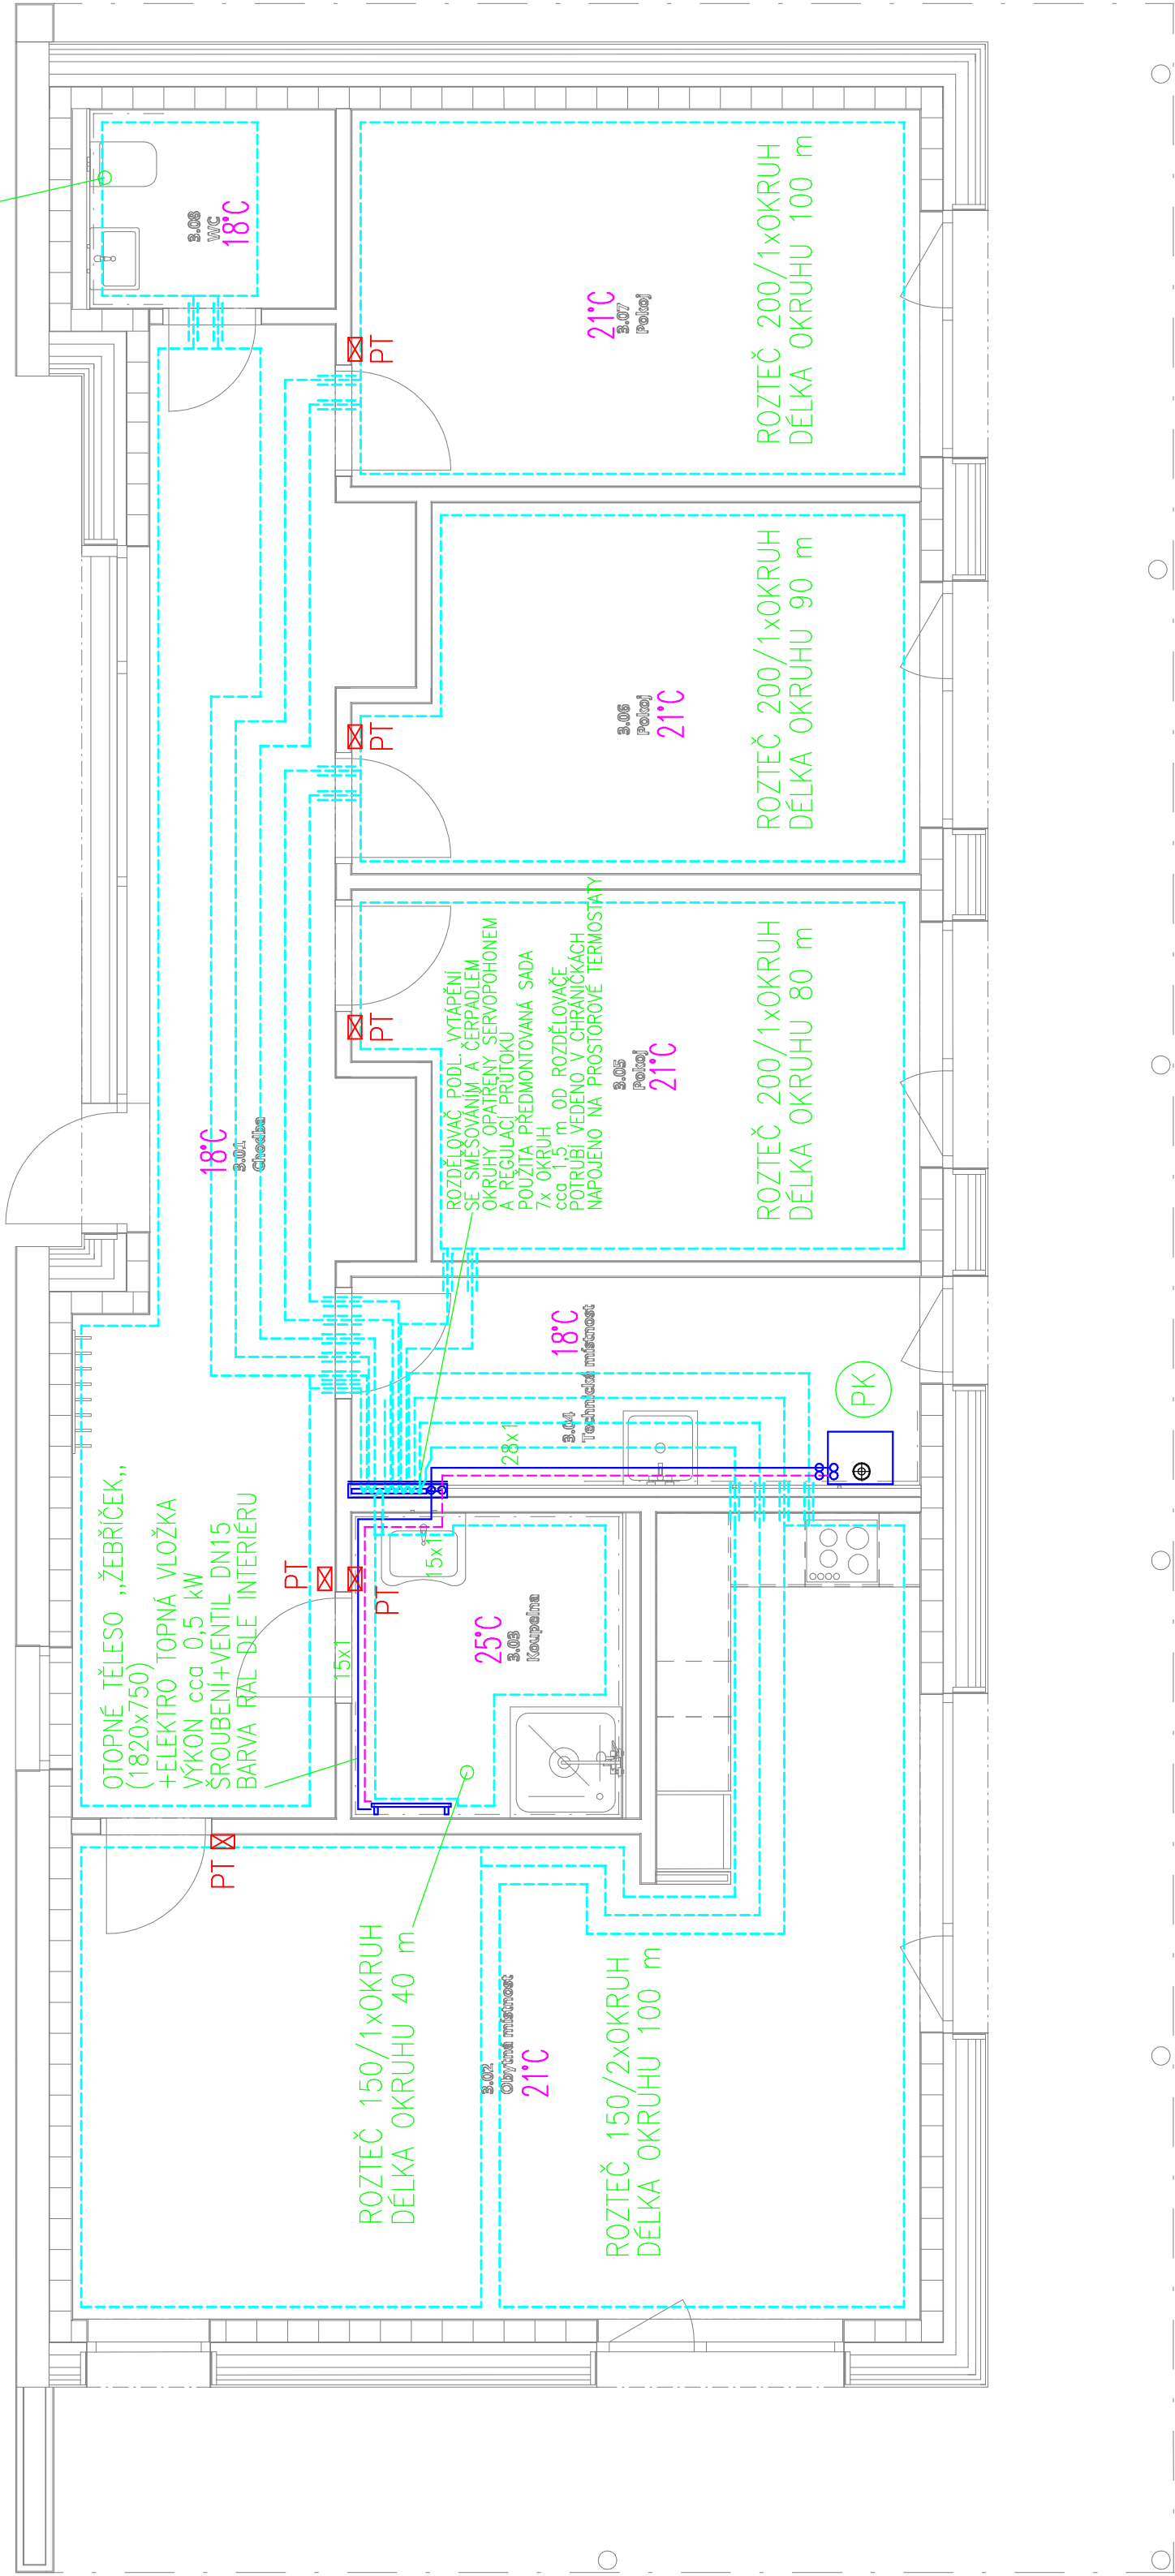 OTOPNÉ TĚLESO „ŽEBŘÍČEK„
(1820x750)
+ELEKTRO TOPNÁ VLOŽKA
VÝKON cca 0,5 kW
ŠROUBENÍ+VENTIL DN15
BARVA RAL DLE INTERIÉRU
18°C
3.01
Chodba
3.08
WC
18°C
PT
PT
PT
PT
PT
PT
15x1
15x1
28x1
ROZDĚLOVAČ PODL. VYTÁPĚNÍ
SE SMĚŠOVÁNÍM A ČERPADLEM
OKRUHY OPATŘENY SERVOPOHONEM
A REGULACÍ PRŮTOKU
POUŽITA PŘEDMONTOVANÁ SADA
7x OKRUH
cca 1,5 m OD ROZDĚLOVAČE
POTRUBÍ VEDENO V CHRÁNIČKÁCH
NAPOJENO NA PROSTOROVÉ TERMOSTATY
ROZTEČ 150/1xOKRUH
DÉLKA OKRUHU 40 m
3.02
Obytná místnost
21°C
ROZTEČ 150/2xOKRUH
DÉLKA OKRUHU 100 m
25°C
3.03
Koupelna
18°C
3.04
Technická místnost
PK
3.05
Pokoj
21°C
ROZTEČ 200/1xOKRUH
DÉLKA OKRUHU 80 m
3.06
Pokoj
21°C
ROZTEČ 200/1xOKRUH
DÉLKA OKRUHU 90 m
21°C
3.07
Pokoj
ROZTEČ 200/1xOKRUH
DÉLKA OKRUHU 100 m